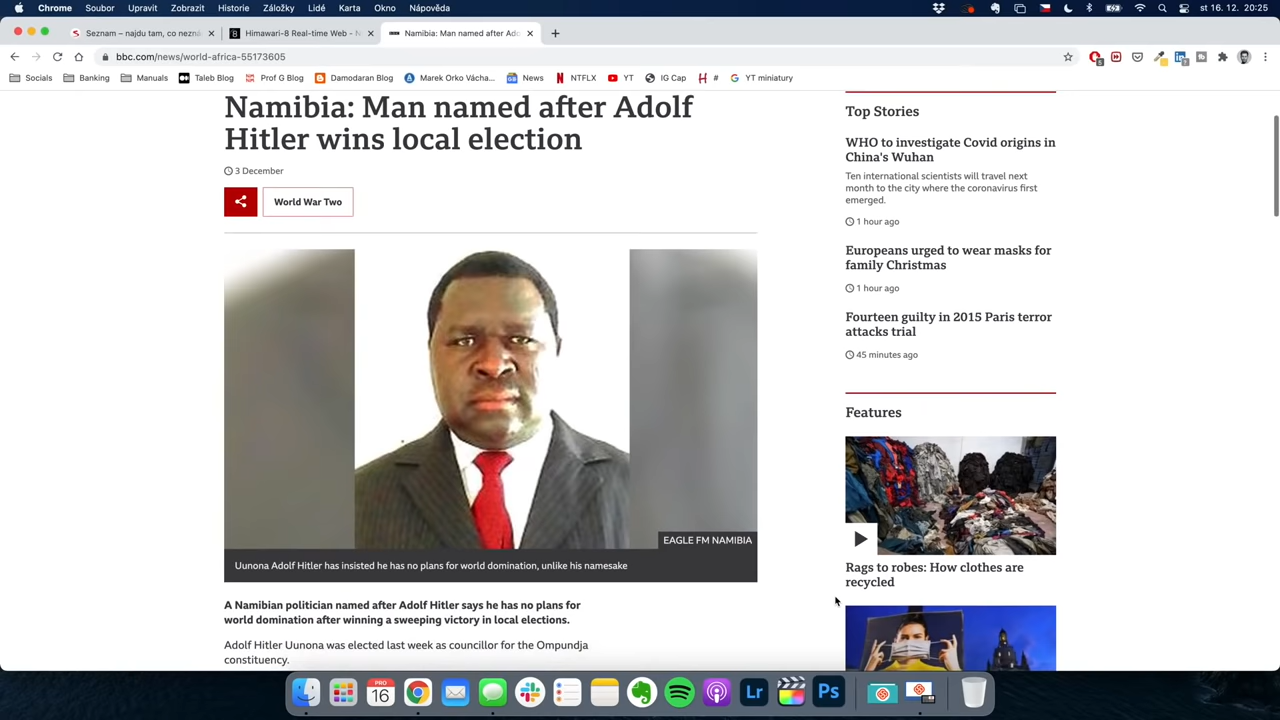 Chrome Soubor Upravit Zobrazit Historie Záložky Lidé Karta Okno Nápověda st 16. 12. 20:25
Seznam – najdu tam, co nezná
Himawari-8 Real-time Web - N
Namibia: Man named after Ado
bbc.com/news/world-africa-55173605
Socials Banking Manuals Taleb Blog Prof G Blog Damodaran Blog Marek Orko Vácha... News NTFLX YT IG Cap # YT miniatury
Namibia: Man named after Adolf
Hitler wins local election
3 December
World War Two
EAGLE FM NAMIBIA
Uunona Adolf Hitler has insisted he has no plans for world domination, unlike his namesake
A Namibian politician named after Adolf Hitler says he has no plans for
world domination after winning a sweeping victory in local elections.
Adolf Hitler Uunona was elected last week as councillor for the Ompundja
constituency.
Top Stories
WHO to investigate Covid origins in
China's Wuhan
Ten international scientists will travel next
month to the city where the coronavirus first
emerged.
1 hour ago
Europeans urged to wear masks for
family Christmas
1 hour ago
Fourteen guilty in 2015 Paris terror
attacks trial
45 minutes ago
Features
Rags to robes: How clothes are
recycled
PRO
16
Lr
Ps